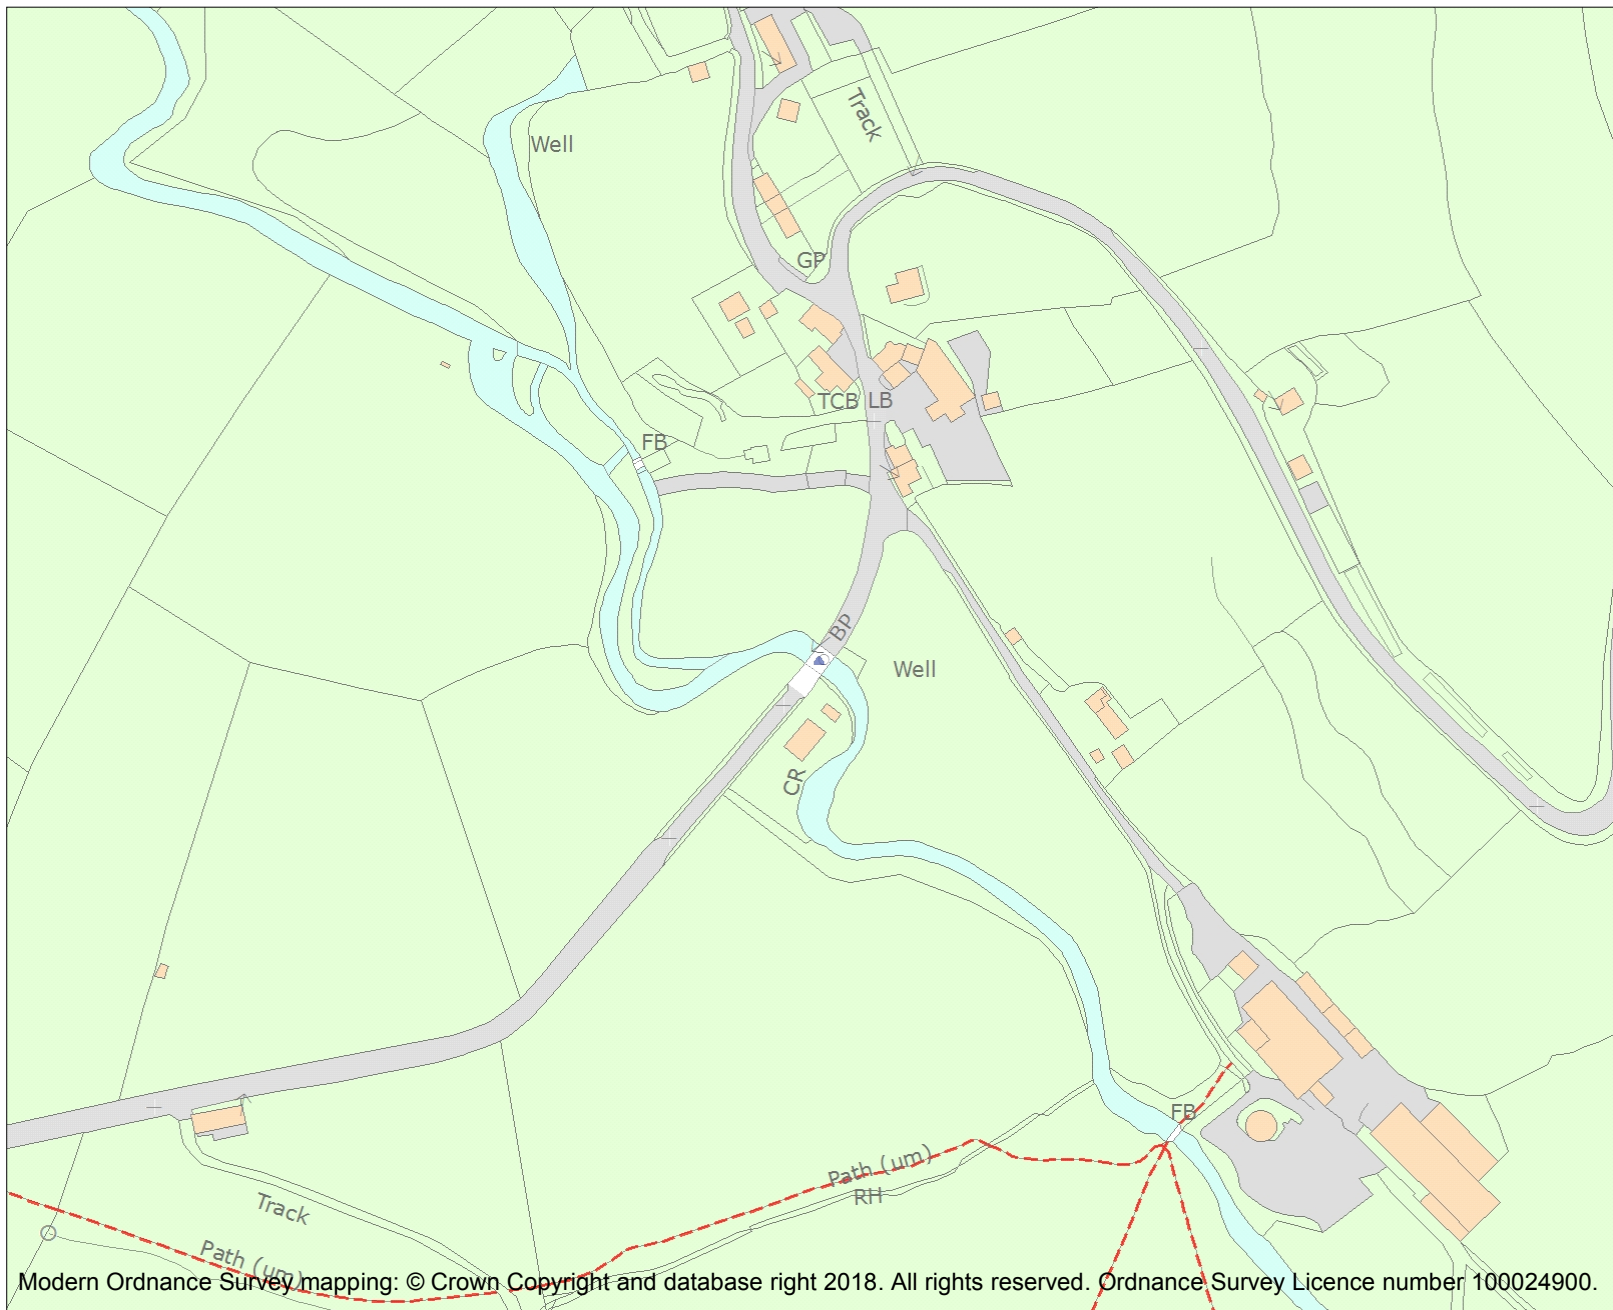 Track
Well
GP
TCB LB
FB
BP
Well
CR
FB
Path (um)
RH
Track
Path (um)
Modern Ordnance Survey mapping: © Crown Copyright and database right 2018. All rights reserved. Ordnance Survey Licence number 100024900.